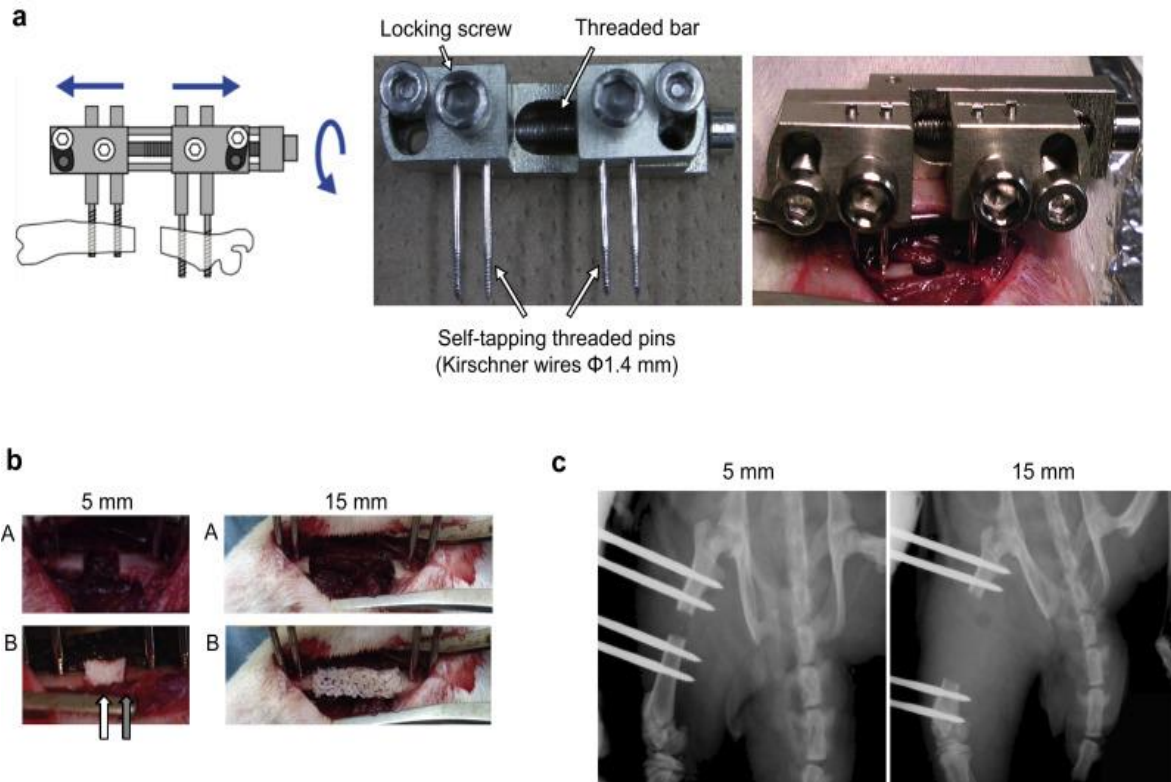 a
Locking screw
Threaded bar
Self-tapping threaded pins
(Kirschner wires Φ1.4 mm)
b
5 mm
15 mm
A
A
B
B
c
5 mm
15 mm